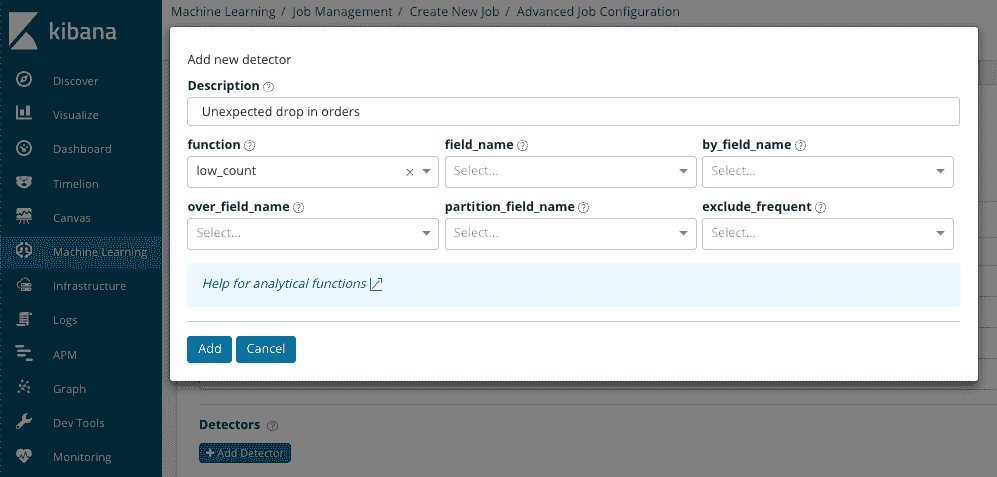 kibana
Discover
Visualize
Dashboard
Timelion
Canvas
Machine Learning
Infrastructure
Logs
APM
Graph
Dev Tools
Monitoring
Machine Learning / Job Management / Create New Job / Advanced Job Configuration
Add new detector
Description
Unexpected drop in orders
function field_name by_field_name
low_count × Select... Select...
over_field_name partition_field_name exclude_frequent
Select... Select... Select...
Help for analytical functions
Add Cancel
Detectors
+ Add Detector